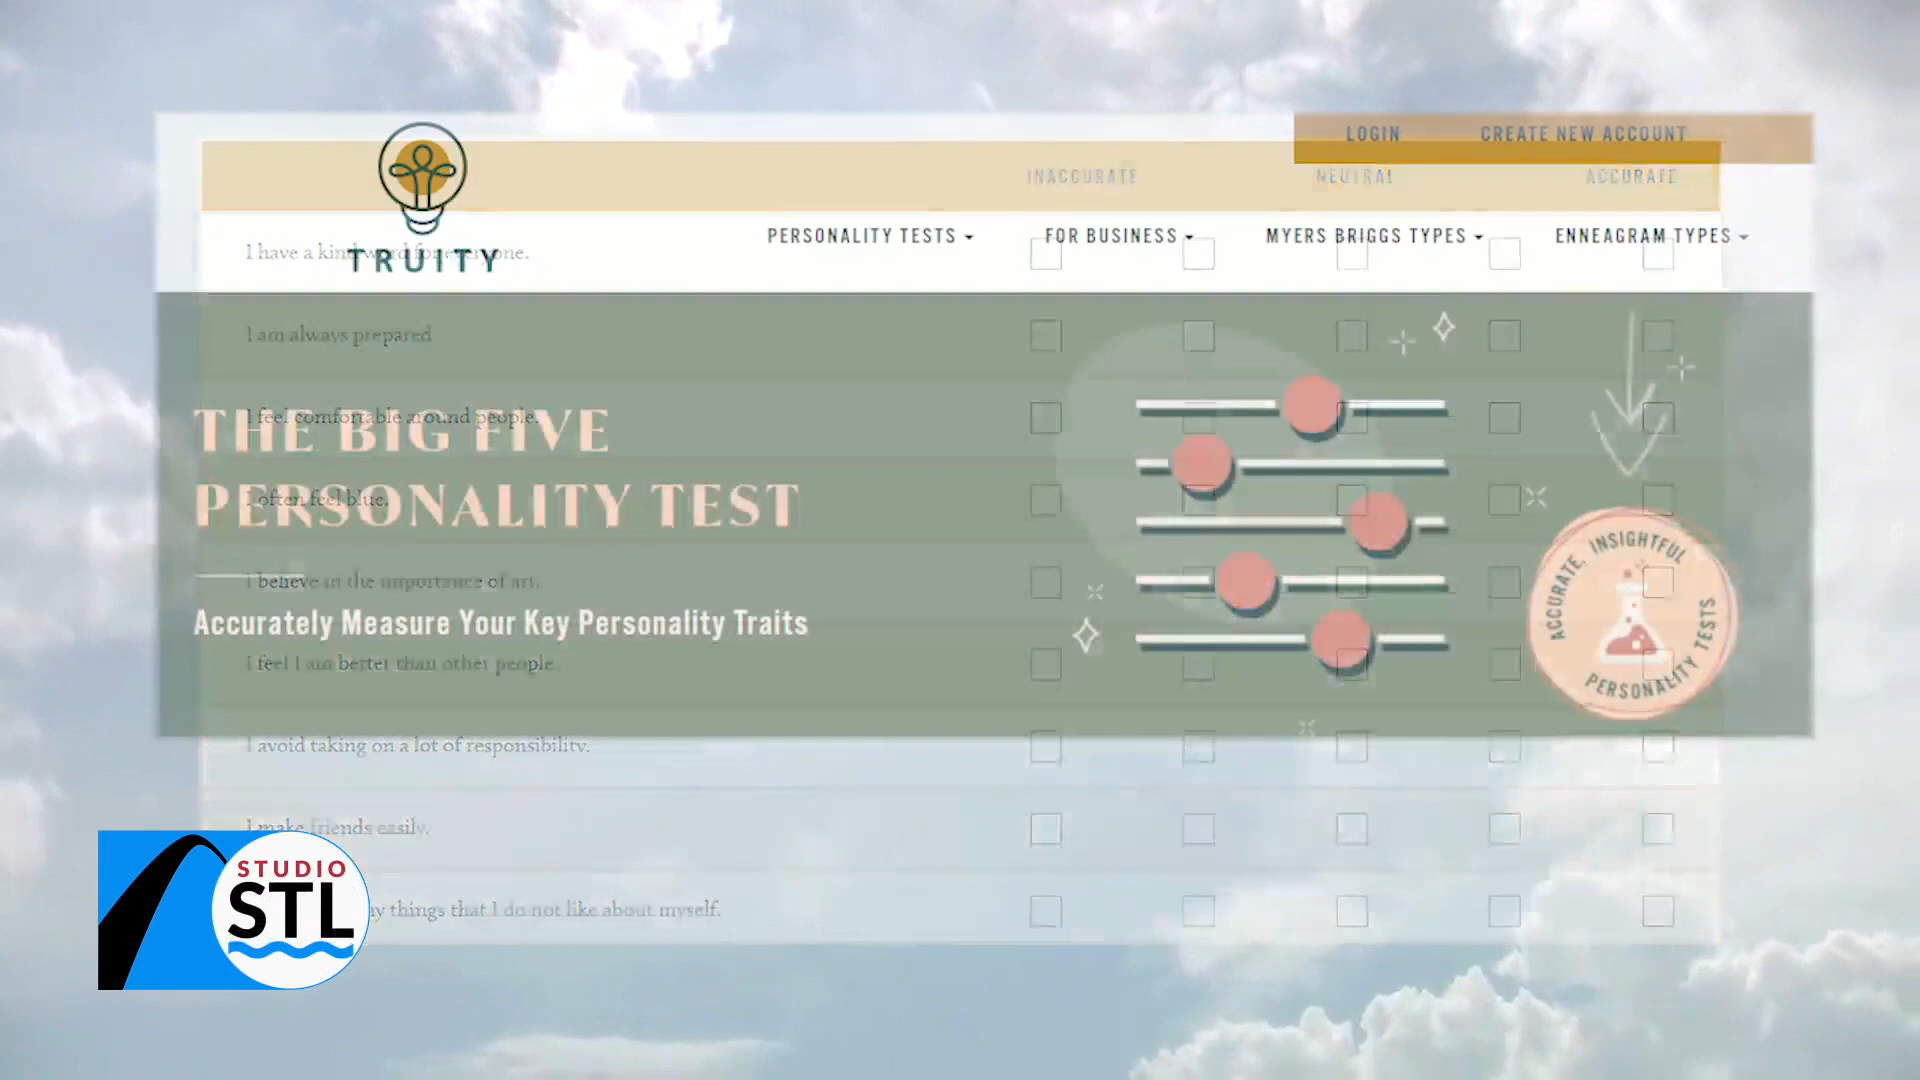 LOGIN CREATE NEW ACCOUNT
INACCURATE NEUTRAL ACCURATE
TRUITY
PERSONALITY TESTS FOR BUSINESS MYERS BRIGGS TYPES ENNEAGRAM TYPES
I have a kind word for everyone.
I am always prepared
I feel comfortable around people.
THE BIG FIVE
PERSONALITY TEST
I often feel blue.
I believe in the importance of art.
Accurately Measure Your Key Personality Traits
I feel I am better than other people.
ACCURATE, INSIGHTFUL
PERSONALITY TESTS
I avoid taking on a lot of responsibility.
I make friends easily.
things that I do not like about myself.
STUDIO
STL